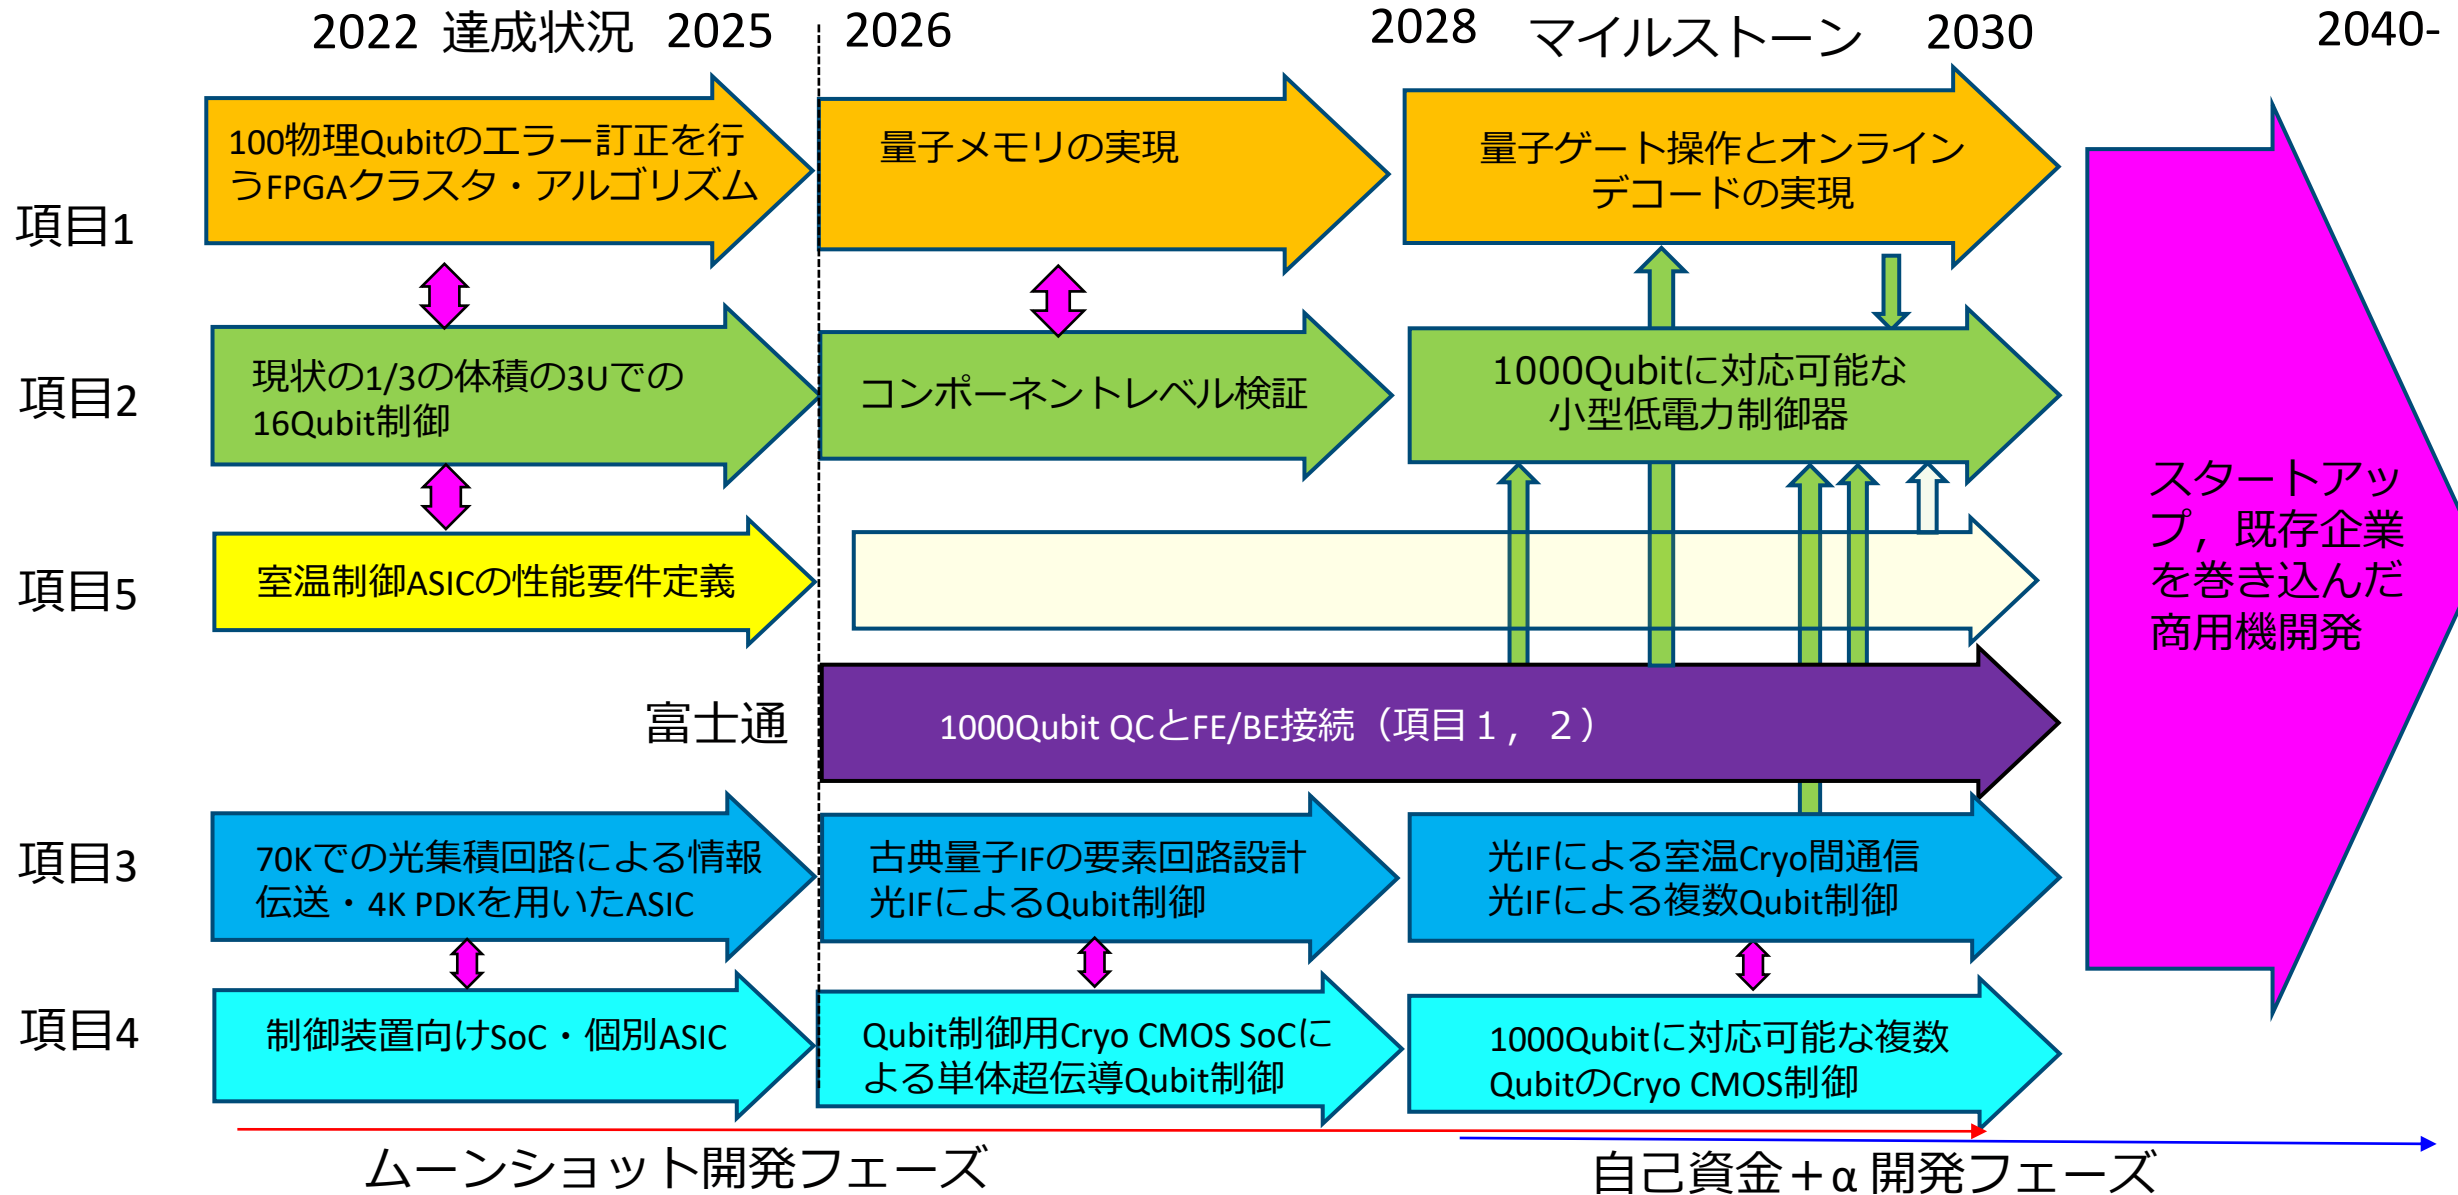 2022 達成状況 2025
2026
2028 マイルストーン 2030
2040-
項目1
100物理Qubitのエラー訂正を行
うFPGAクラスタ・アルゴリズム
量子メモリの実現
量子ゲート操作とオンライン
デコードの実現
項目2
現状の1/3の体積の3Uでの
16Qubit制御
コンポーネントレベル検証
1000Qubitに対応可能な
小型低電力制御器
項目5
室温制御ASICの性能要件定義
富士通
1000Qubit QCとFE/BE接続（項目１，２）
項目3
70Kでの光集積回路による情報
伝送・4K PDKを用いたASIC
古典量子IFの要素回路設計
光IFによるQubit制御
光IFによる室温Cryo間通信
光IFによる複数Qubit制御
項目4
制御装置向けSoC・個別ASIC
Qubit制御用Cryo CMOS SoCに
よる単体超伝導Qubit制御
1000Qubitに対応可能な複数
QubitのCryo CMOS制御
スタートアッ
プ，既存企業
を巻き込んだ
商用機開発
ムーンショット開発フェーズ
自己資金＋α 開発フェーズ